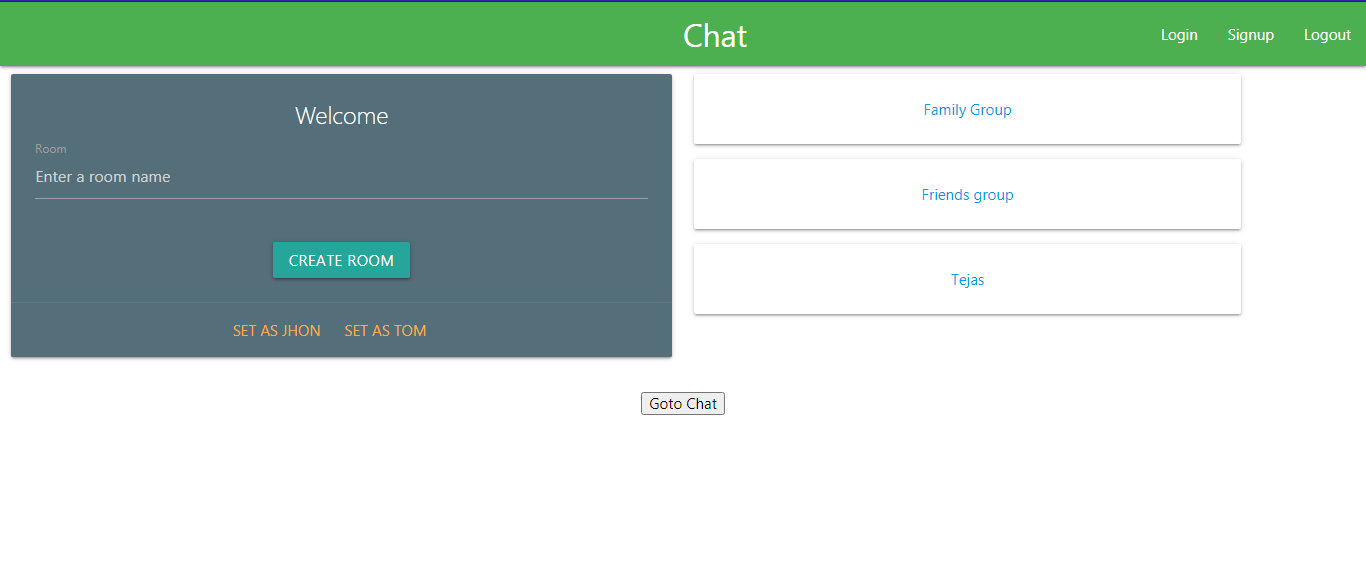 Chat
Login Signup Logout
Welcome
Room
Enter a room name
CREATE ROOM
SET AS JHON SET AS TOM
Family Group
Friends group
Tejas
Goto Chat